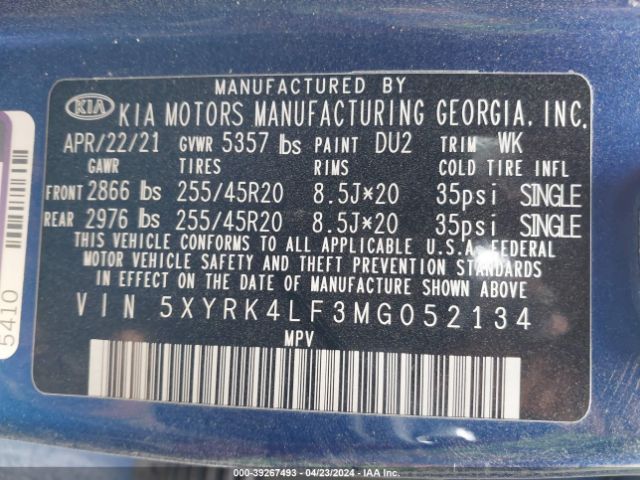 MANUFACTURED BY
KIA KIA MOTORS MANUFACTURING GEORGIA, INC.
APR/22/21 GVWR 5357 lbs PAINT DU2 TRIM WK
GAWR TIRES RIMS COLD TIRE INFL
FRONT 2866 lbs 255/45R20 8.5J×20 35psi SINGLE
REAR 2976 lbs 255/45R20 8.5J×20 35psi SINGLE
THIS VEHICLE CONFORMS TO ALL APPLICABLE U.S.A. FEDERAL
MOTOR VEHICLE SAFETY AND THEFT PREVENTION STANDARDS
IN EFFECT ON THE DATE OF MANUFACTURE SHOWN ABOVE.
VIN 5XYRK4LF3MG052134
MPV
5410
000-39267493 - 04/23/2024 - IAA Inc.